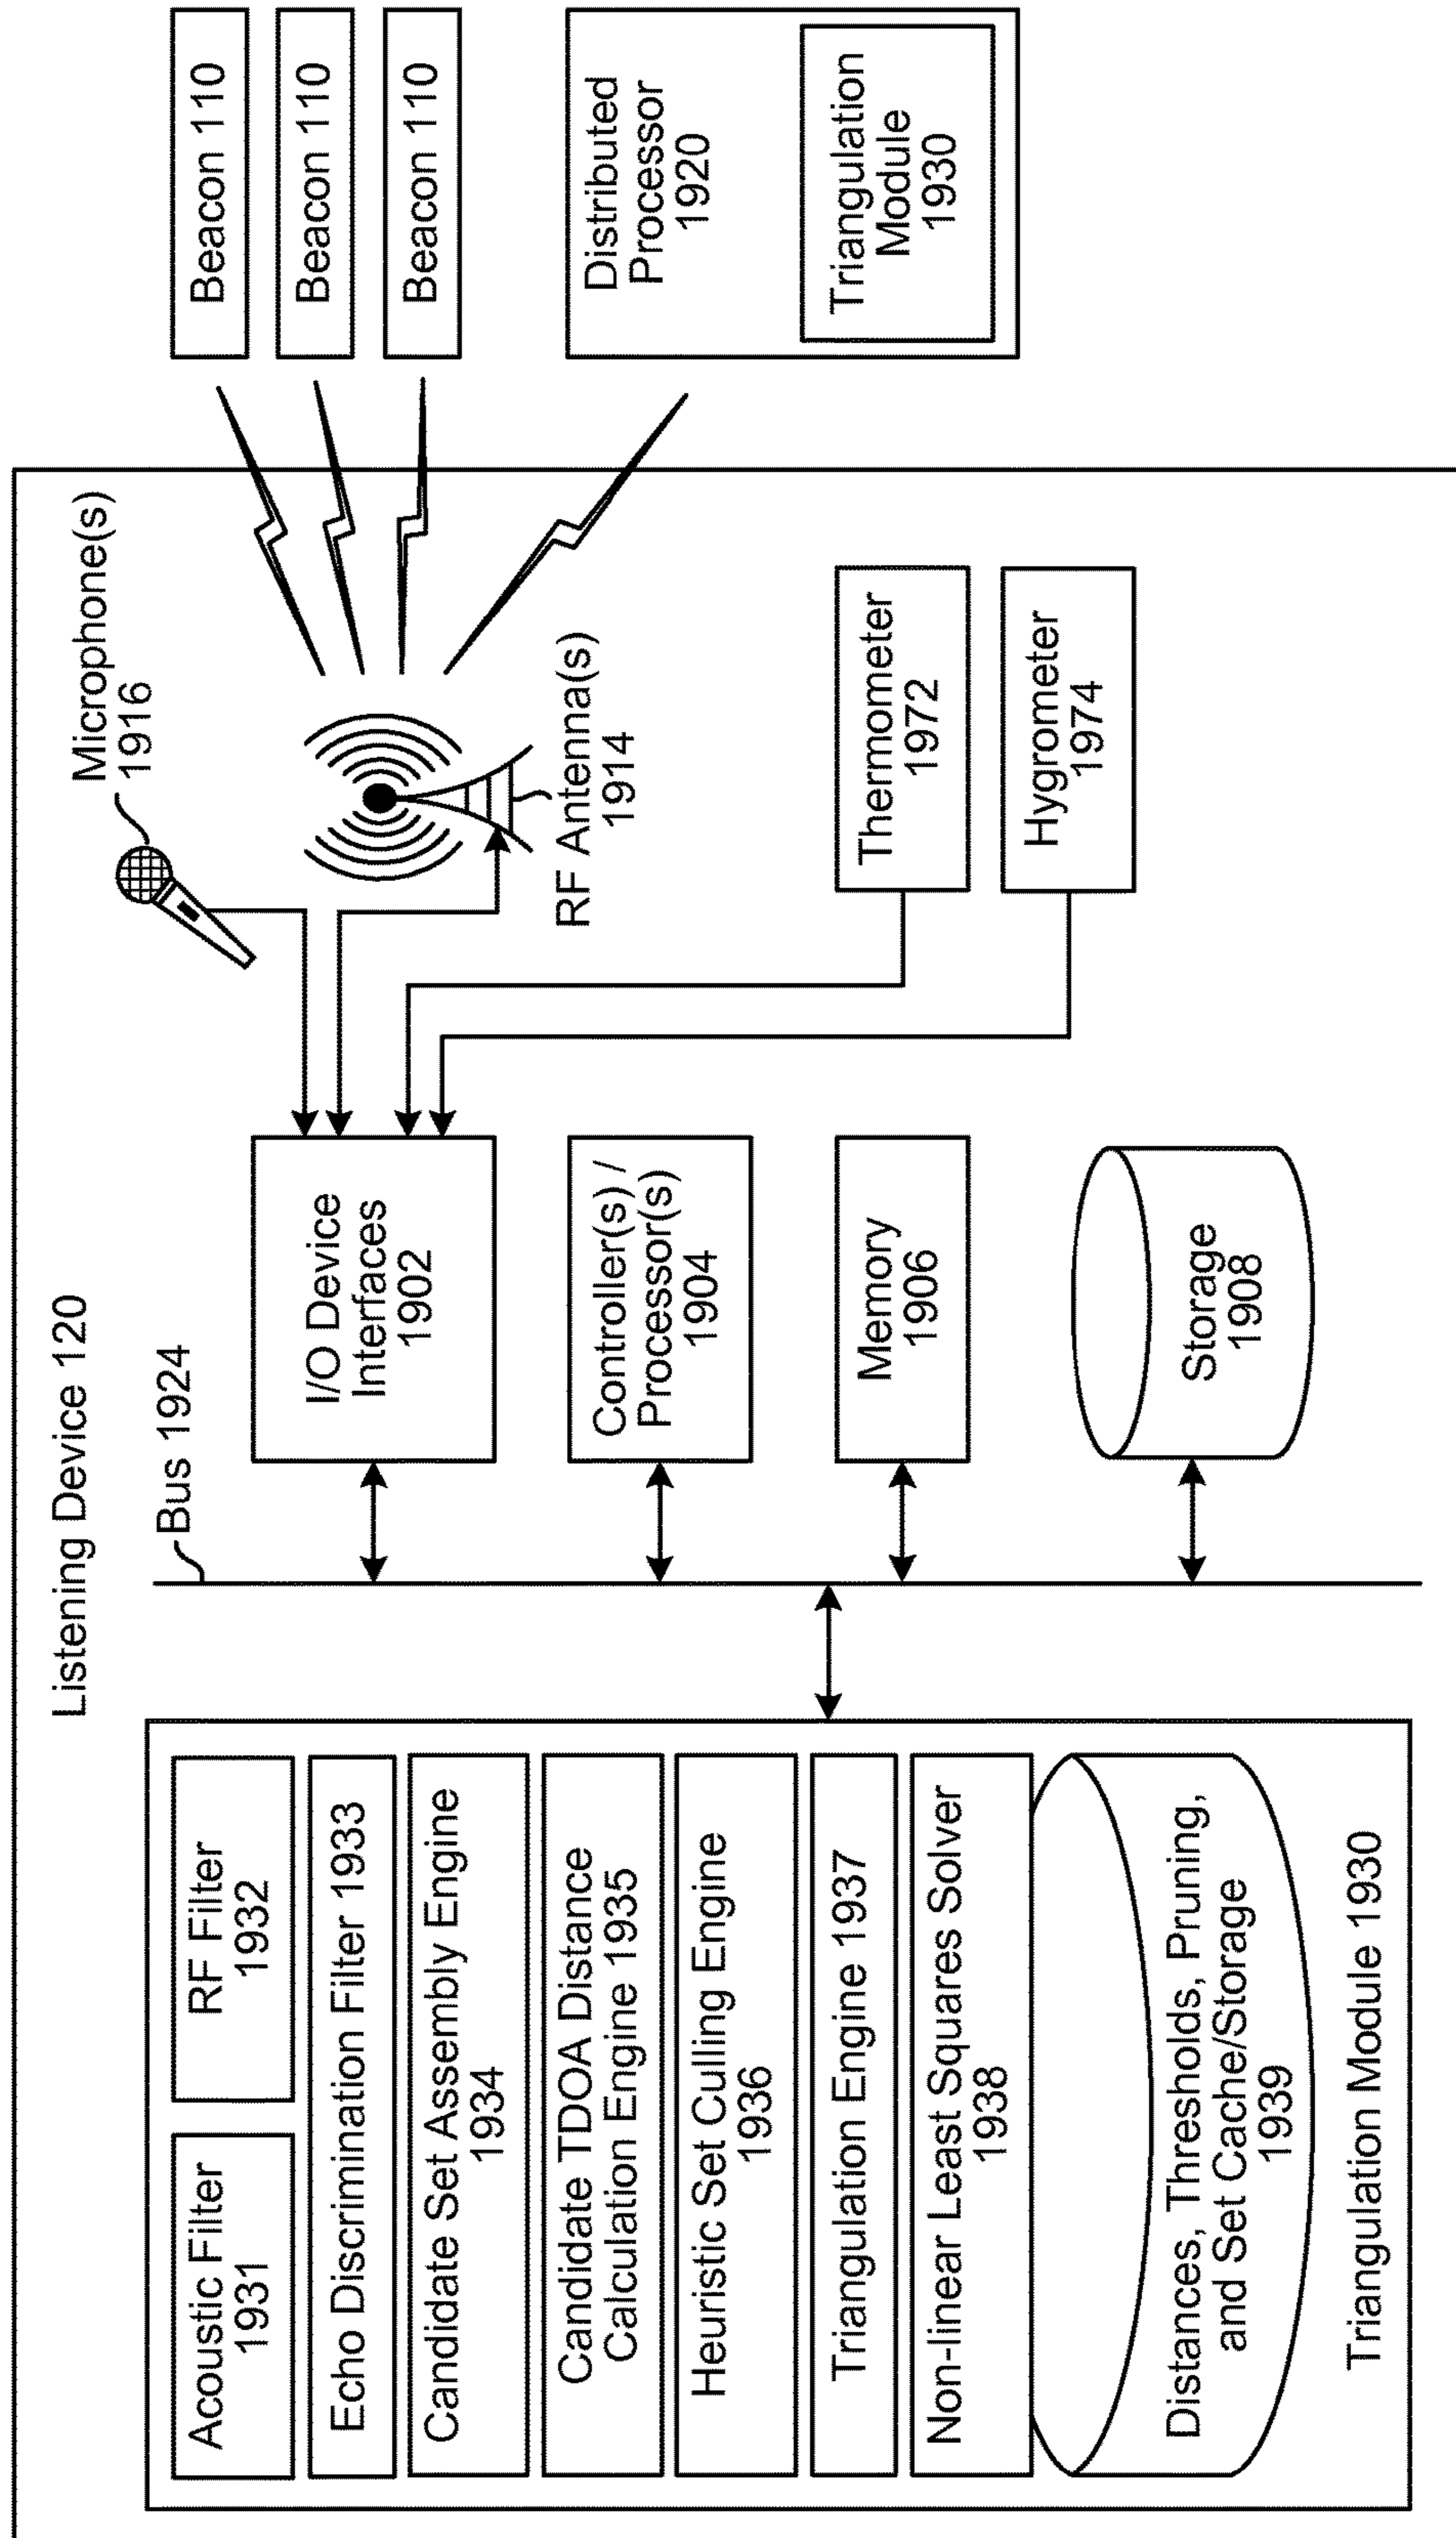 Listening Device 120
Bus 1924
Acoustic Filter
1931
RF Filter
1932
Echo Discrimination Filter 1933
Candidate Set Assembly Engine
1934
Candidate TDOA Distance
Calculation Engine 1935
Heuristic Set Culling Engine
1936
Triangulation Engine 1937
Non-linear Least Squares Solver
1938
Distances, Thresholds, Pruning,
and Set Cache/Storage
1939
Triangulation Module 1930
I/O Device
Interfaces
1902
Controller(s) /
Processor(s)
1904
Memory
1906
Storage
1908
Microphone(s)
1916
RF Antenna(s)
1914
Thermometer
1972
Hygrometer
1974
Beacon 110
Beacon 110
Beacon 110
Distributed
Processor
1920
Triangulation
Module
1930